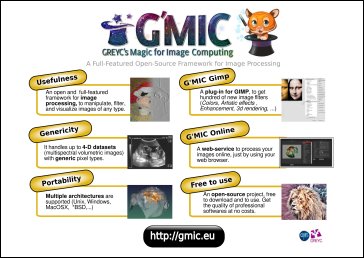 G'MIC
GREYC's Magic for Image Computing
A Full-Featured Open-Source Framework for Image Processing
Usefulness
An open and full-featured
framework for image
processing, to manipulate, filter,
and visualize images of any type.
Genericity
It handles up to 4-D datasets
(multispectral volumetric images)
with generic pixel types.
Portability
Multiple architectures are
supported (Unix, Windows,
MacOSX, *BSD,...)
G'MIC Gimp
A plug-in for GIMP, to get
hundred of new image filters
(Colors, Artistic effects,
Enhancement, 3d rendering, ...)
G'MIC Online
A web-service to process your
images online, just by using your
web browser.
Free to use
An open-source project, free
to download and to use. Get
the quality of professional
softwares at no costs.
http://gmic.eu
GREYC